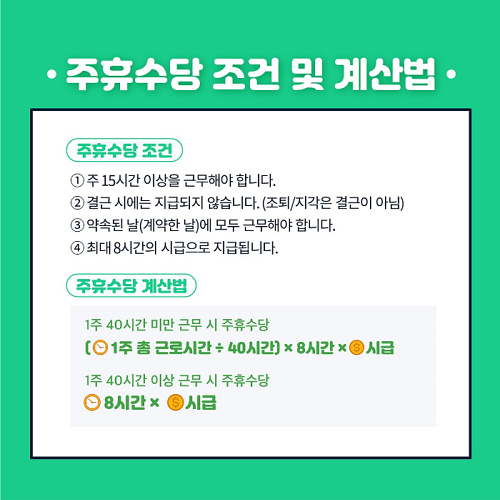 • 주휴수당 조건 및 계산법 •
주휴수당 조건
① 주 15시간 이상을 근무해야 합니다.
② 결근 시에는 지급되지 않습니다. (조퇴/지각은 결근이 아님)
③ 약속된 날(계약한 날)에 모두 근무해야 합니다.
④ 최대 8시간의 시급으로 지급됩니다.
주휴수당 계산법
1주 40시간 미만 근무 시 주휴수당
(1주 총 근로시간 ÷ 40시간) × 8시간 × $ 시급
1주 40시간 이상 근무 시 주휴수당
8시간 × $ 시급